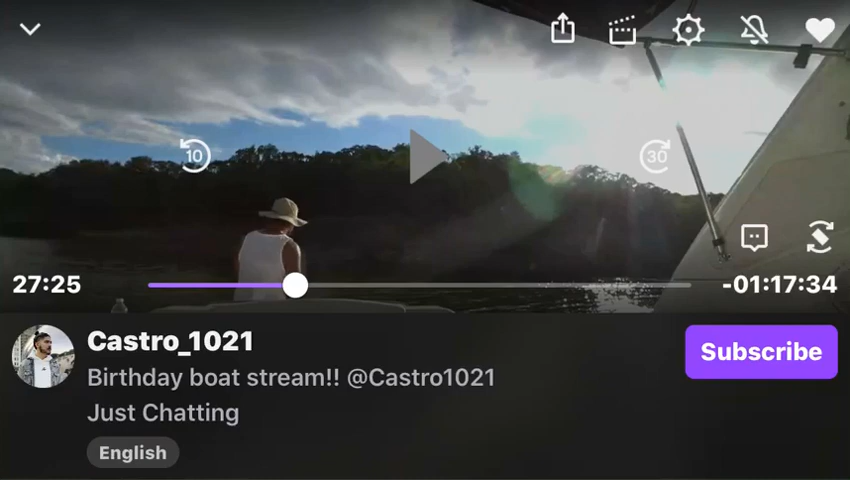 10
30
27:25
-01:17:34
Castro_1021
Subscribe
Birthday boat stream!! @Castro1021
Just Chatting
English